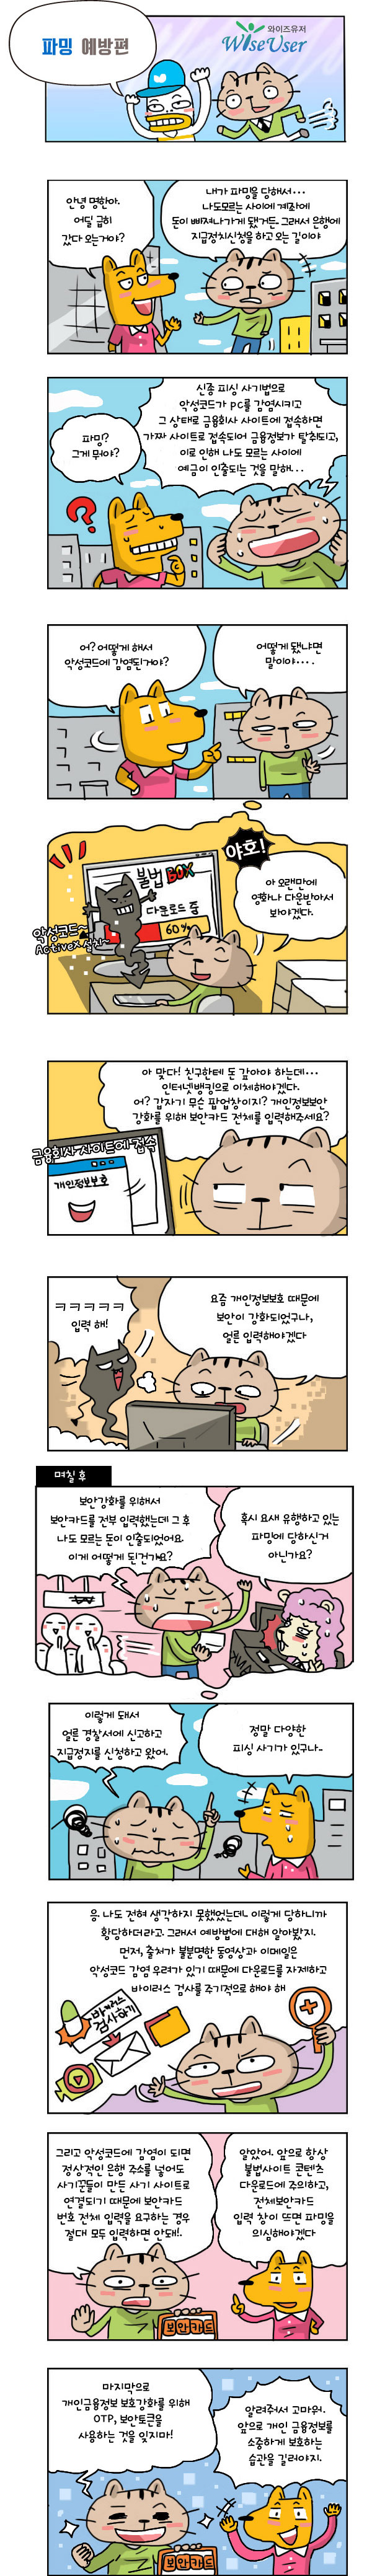 파밍 예방편
와이즈유저
WiseUser
안녕 명한아.
어딜 급히
갔다 오는거야?
내가 파밍을 당해서...
나도모르는 사이에 계좌에
돈이 빠져나가게 됐거든. 그래서 은행에
지급정지신청을 하고 오는 길이야
파밍?
그게 뭐야?
신종 피싱 사기법으로
악성코드가 PC를 감염시키고
그 상태로 금융회사 사이트에 접속하면
가짜 사이트로 접속되어 금융정보가 탈취되고,
이로 인해 나도 모르는 사이에
예금이 인출되는 것을 말해...
어? 어떻게 해서
악성코드에 감염된거야?
어떻게 됐냐면
말이야....
야호!
불법 BOX
다운로드 중
60%
악성코드~
ActiveX 설치~
아 오랜만에
영화나 다운받아서
봐야겠다.
아 맞다! 친구한테 돈 갚아야 하는데...
인터넷뱅킹으로 이체해야겠다.
어? 갑자기 무슨 팝업창이지? 개인정보보안
강화를 위해 보안카드 전체를 입력해주세요?
금융회사 사이트에 접속
개인정보보호
ㅋㅋㅋㅋㅋ
입력 해!
요즘 개인정보보호 때문에
보안이 강화되었구나,
얼른 입력해야겠다
며칠 후
보안강화를 위해서
보안카드를 전부 입력했는데 그 후
나도 모르는 돈이 인출되었어요.
이게 어떻게 된건가요?
혹시 요새 유행하고 있는
파밍에 당하신거
아닌가요?
이렇게 돼서
얼른 경찰서에 신고하고
지급정지를 신청하고 왔어.
정말 다양한
피싱 사기가 있구나..
응. 나도 전혀 생각하지 못했었는데.. 이렇게 당하니까
황당하더라고. 그래서 예방법에 대해 알아봤지.
먼저, 출처가 불분명한 동영상과 이메일은
악성코드 감염 우려가 있기 때문에 다운로드를 자제하고
바이러스 검사를 주기적으로 해야 해
바이러스
검사하기
그리고 악성코드에 감염이 되면
정상적인 은행 주소를 넣어도
사기꾼들이 만든 사기 사이트로
연결되기 때문에 보안카드
번호 전체 입력을 요구하는 경우
절대 모두 입력하면 안돼!.
알았어. 앞으로 항상
불법사이트 콘텐츠
다운로드에 주의하고,
전체보안카드
입력 창이 뜨면 파밍을
의심해야겠다
보안카드
마지막으로
개인금융정보 보호강화를 위해
OTP, 보안토큰을
사용하는 것을 잊지마!
알려줘서 고마워.
앞으로 개인 금융정보를
소중하게 보호하는
습관을 길러야지.
보안카드